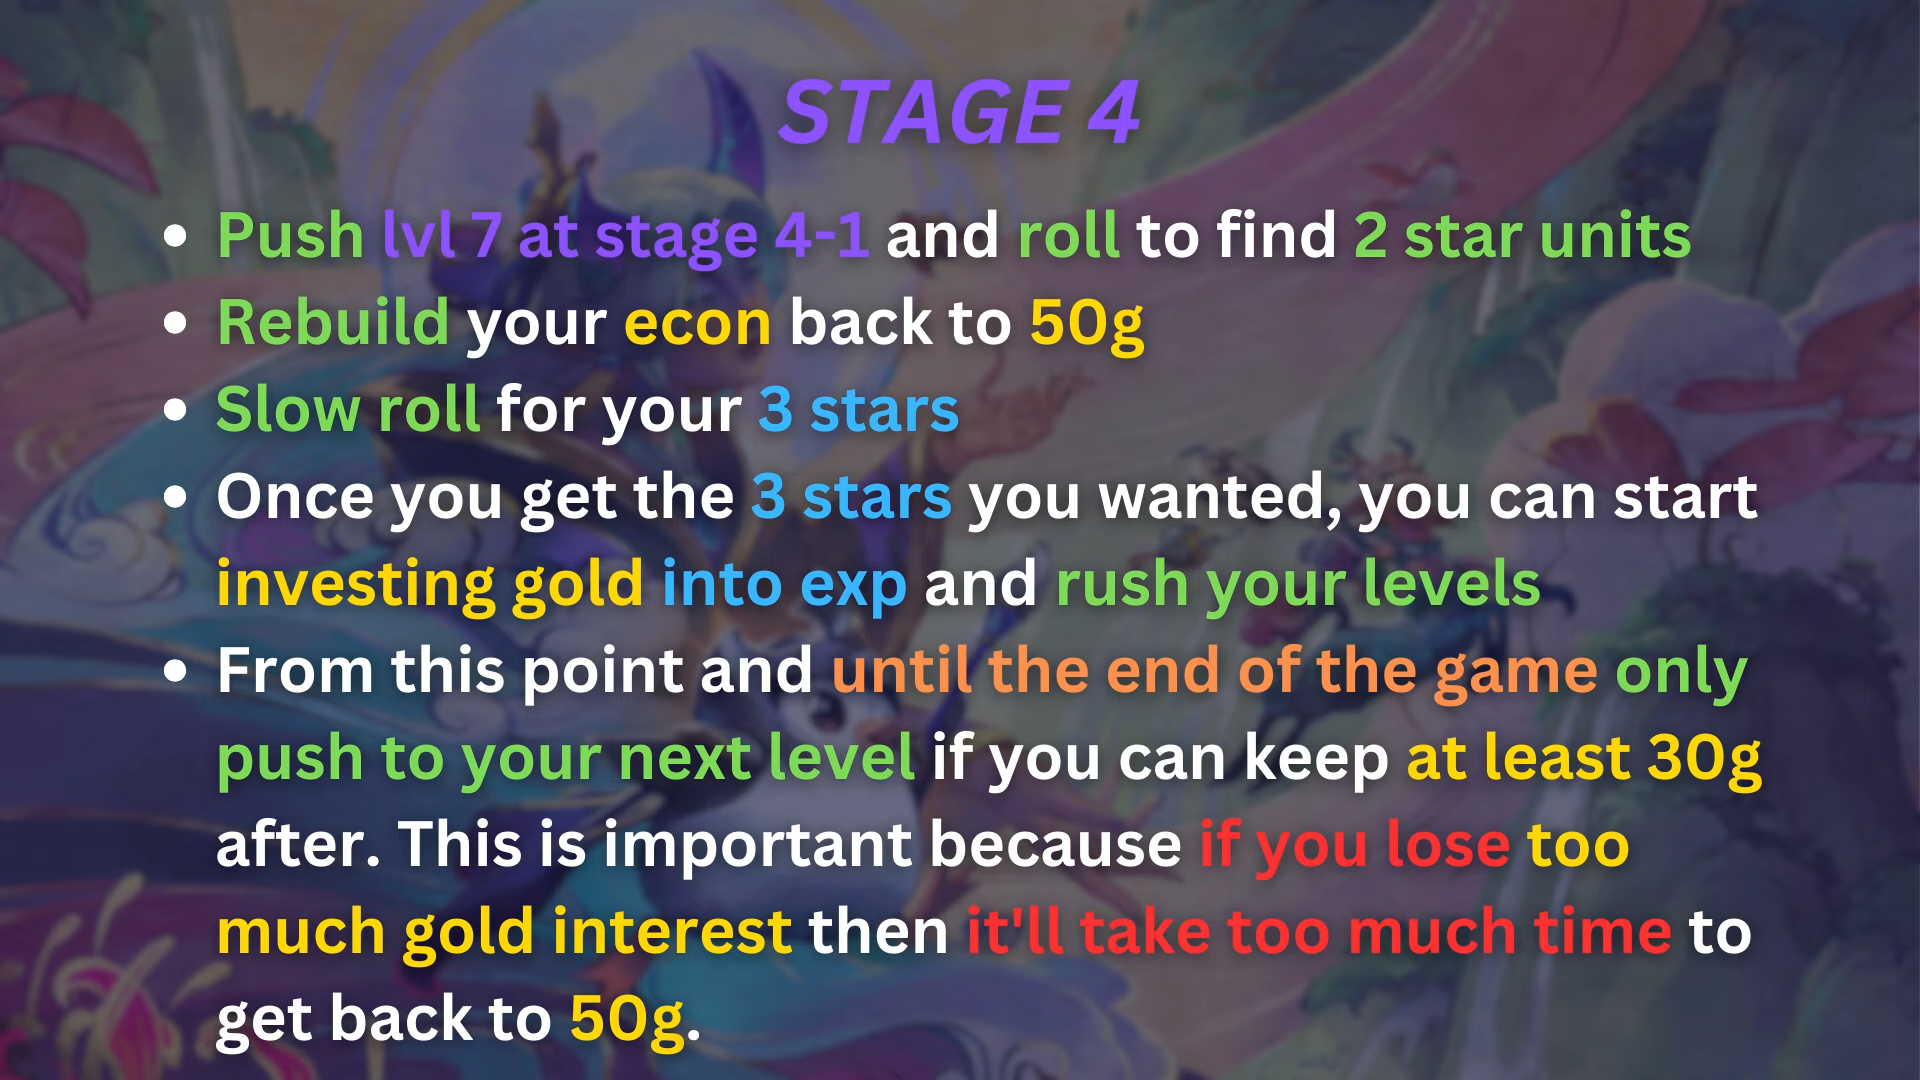 STAGE 4
• Push lvl 7 at stage 4-1 and roll to find 2 star units
• Rebuild your econ back to 50g
• Slow roll for your 3 stars
• Once you get the 3 stars you wanted, you can start
investing gold into exp and rush your levels
• From this point and until the end of the game only
push to your next level if you can keep at least 30g
after. This is important because if you lose too
much gold interest then it'll take too much time to
get back to 50g.